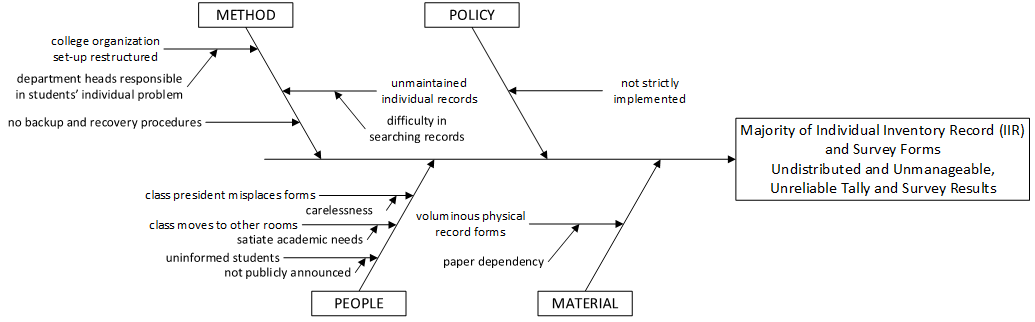 METHOD
POLICY
college organization
set-up restructured
department heads responsible
in students' individual problem
unmaintained
individual records
not strictly
implemented
no backup and recovery procedures
difficulty in
searching records
Majority of Individual Inventory Record (IIR)
and Survey Forms
Undistributed and Unmanageable,
Unreliable Tally and Survey Results
class president misplaces forms
carelessness
class moves to other rooms
satiate academic needs
uninformed students
not publicly announced
voluminous physical
record forms
paper dependency
PEOPLE
MATERIAL